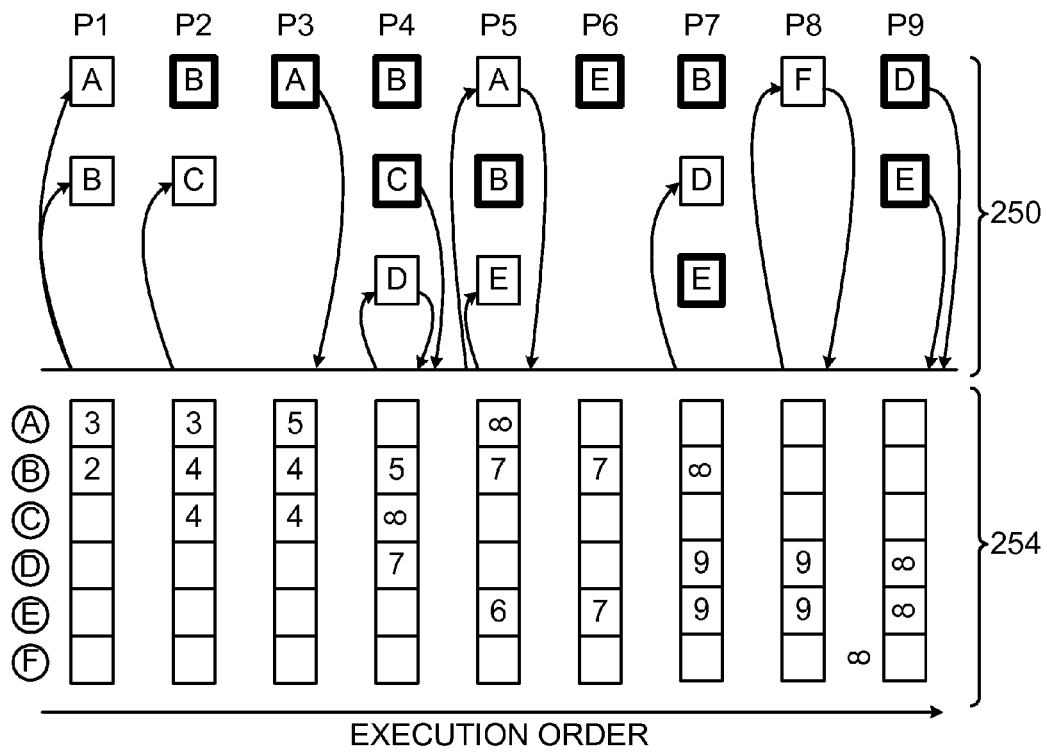 P1 P2 P3 P4 P5 P6 P7 P8 P9
A B A B A E B F D
B C C B D E
D E E
250
A 3 3 5 ∞
B 2 4 4 5 7 7 ∞
C 4 4 ∞
D 7 9 9 ∞
E 6 7 9 9 ∞
F ∞
254
EXECUTION ORDER